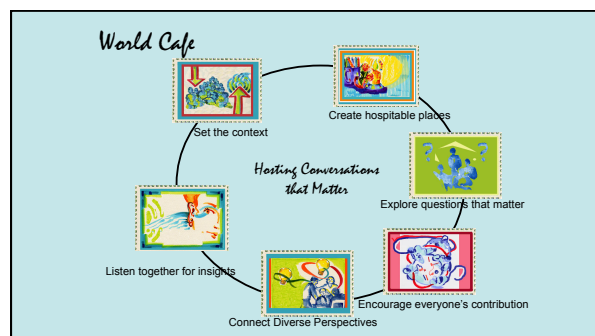 World Cafe
Set the context
Create hospitable places
Hosting Conversations
that Matter
? ?
Explore questions that matter
Listen together for insights
Encourage everyone's contribution
Connect Diverse Perspectives